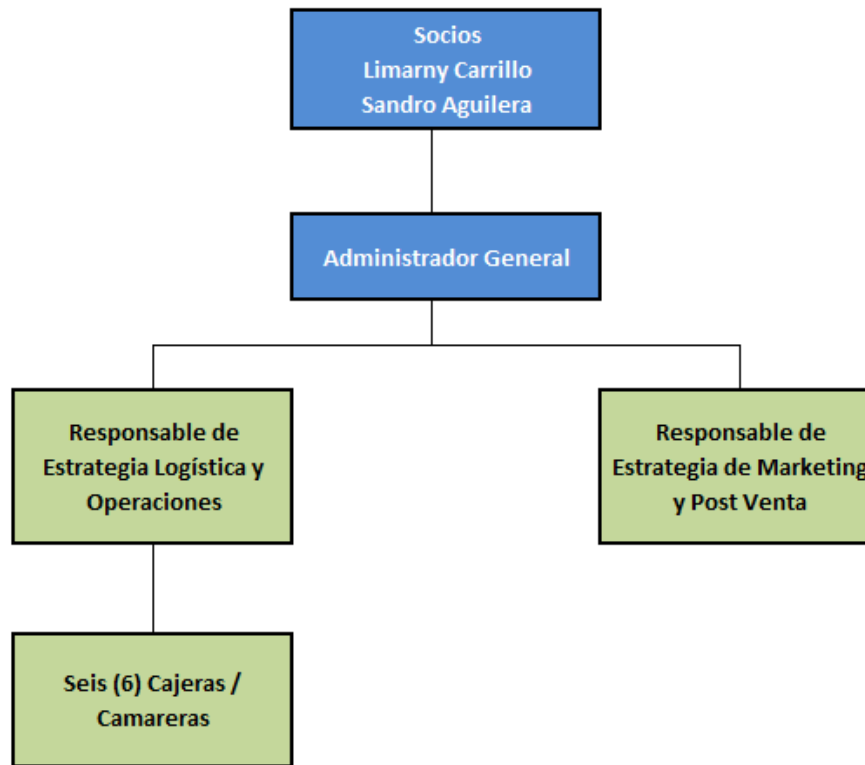 Socios
Limarny Carrillo
Sandro Aguilera
Administrador General
Responsable de
Estrategia Logística y
Operaciones
Responsable de
Estrategia de Marketing
y Post Venta
Seis (6) Cajeras /
Camareras